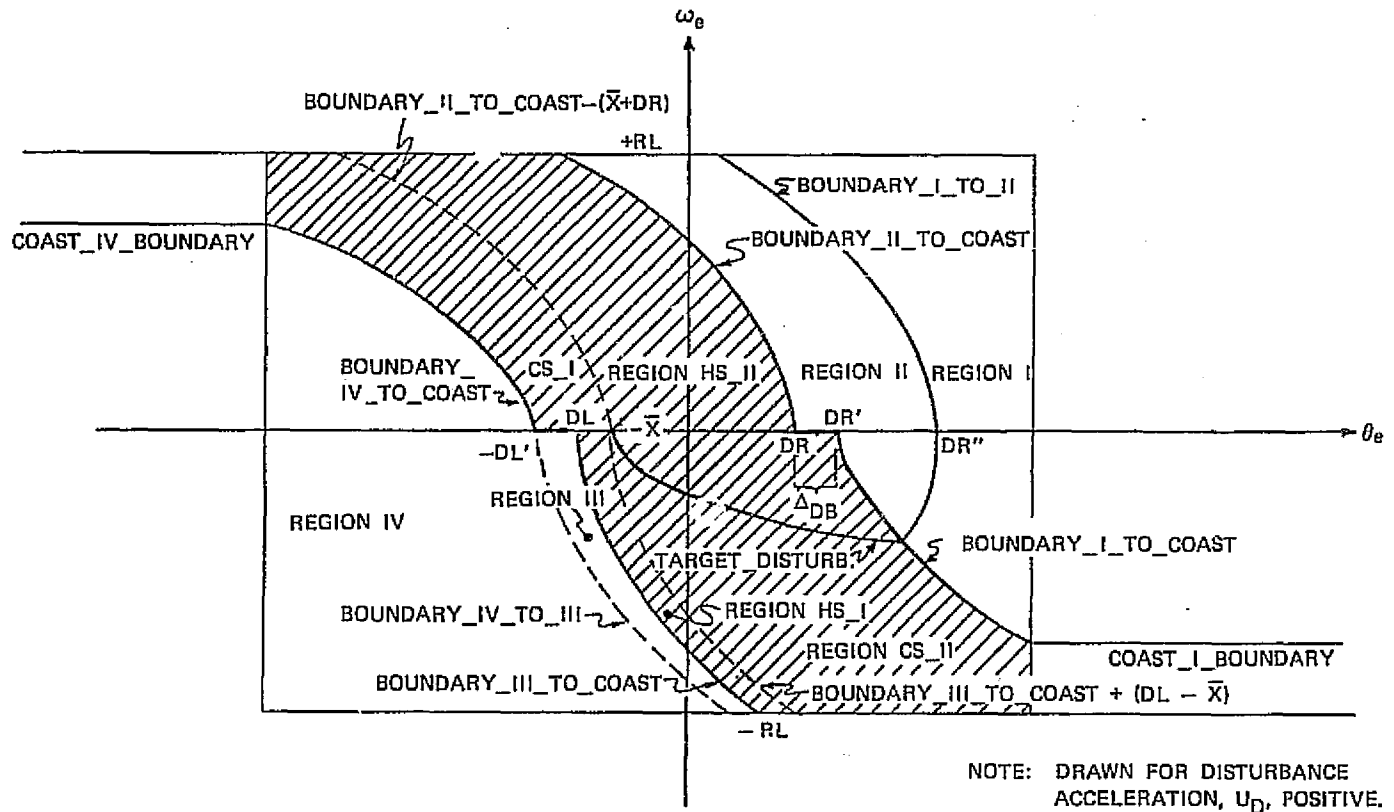 ωe
BOUNDARY_II_TO_COAST–(X̄+DR)
+RL
BOUNDARY_I_TO_II
COAST_IV_BOUNDARY
BOUNDARY_II_TO_COAST
BOUNDARY_
IV_TO_COAST
CS_I
REGION HS_II
REGION II
REGION I
DL
X̄
DR'
θe
–DL'
DR
DR"
REGION III
ΔDB
REGION IV
BOUNDARY_I_TO_COAST
TARGET_DISTURB.
BOUNDARY_IV_TO_III
REGION HS_I
REGION CS_II
COAST_I_BOUNDARY
BOUNDARY_III_TO_COAST
BOUNDARY_III_TO_COAST + (DL – X̄)
– RL
NOTE: DRAWN FOR DISTURBANCE
ACCELERATION, UD, POSITIVE.